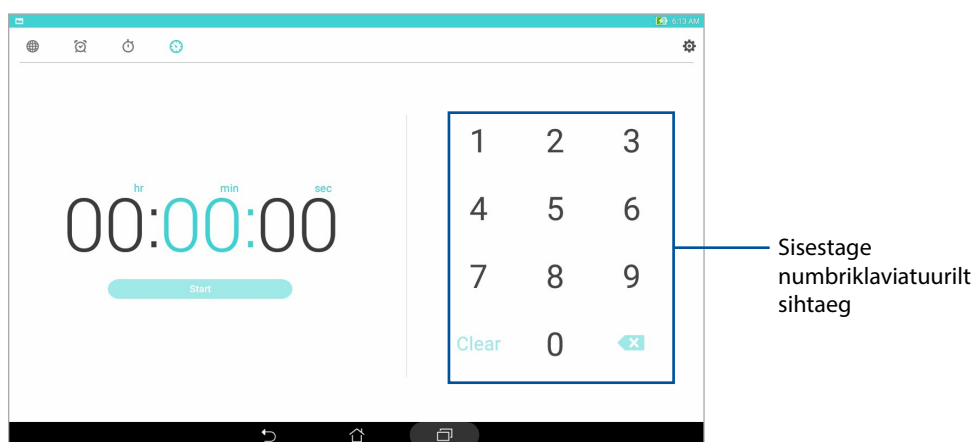 6:13 AM
hr min sec
00:00:00
Start
1 2 3
4 5 6
7 8 9
Clear 0
Sisestage
numbriklaviatuurilt
sihtaeg